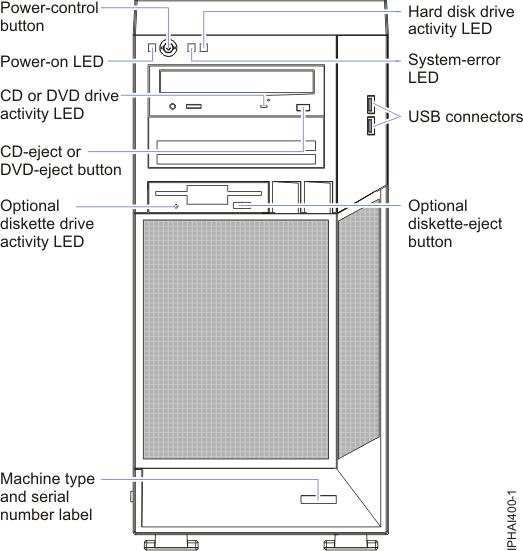 Power-control
button
Power-on LED
CD or DVD drive
activity LED
CD-eject or
DVD-eject button
Optional
diskette drive
activity LED
Machine type
and serial
number label
Hard disk drive
activity LED
System-error
LED
USB connectors
Optional
diskette-eject
button
IPHAI400-1